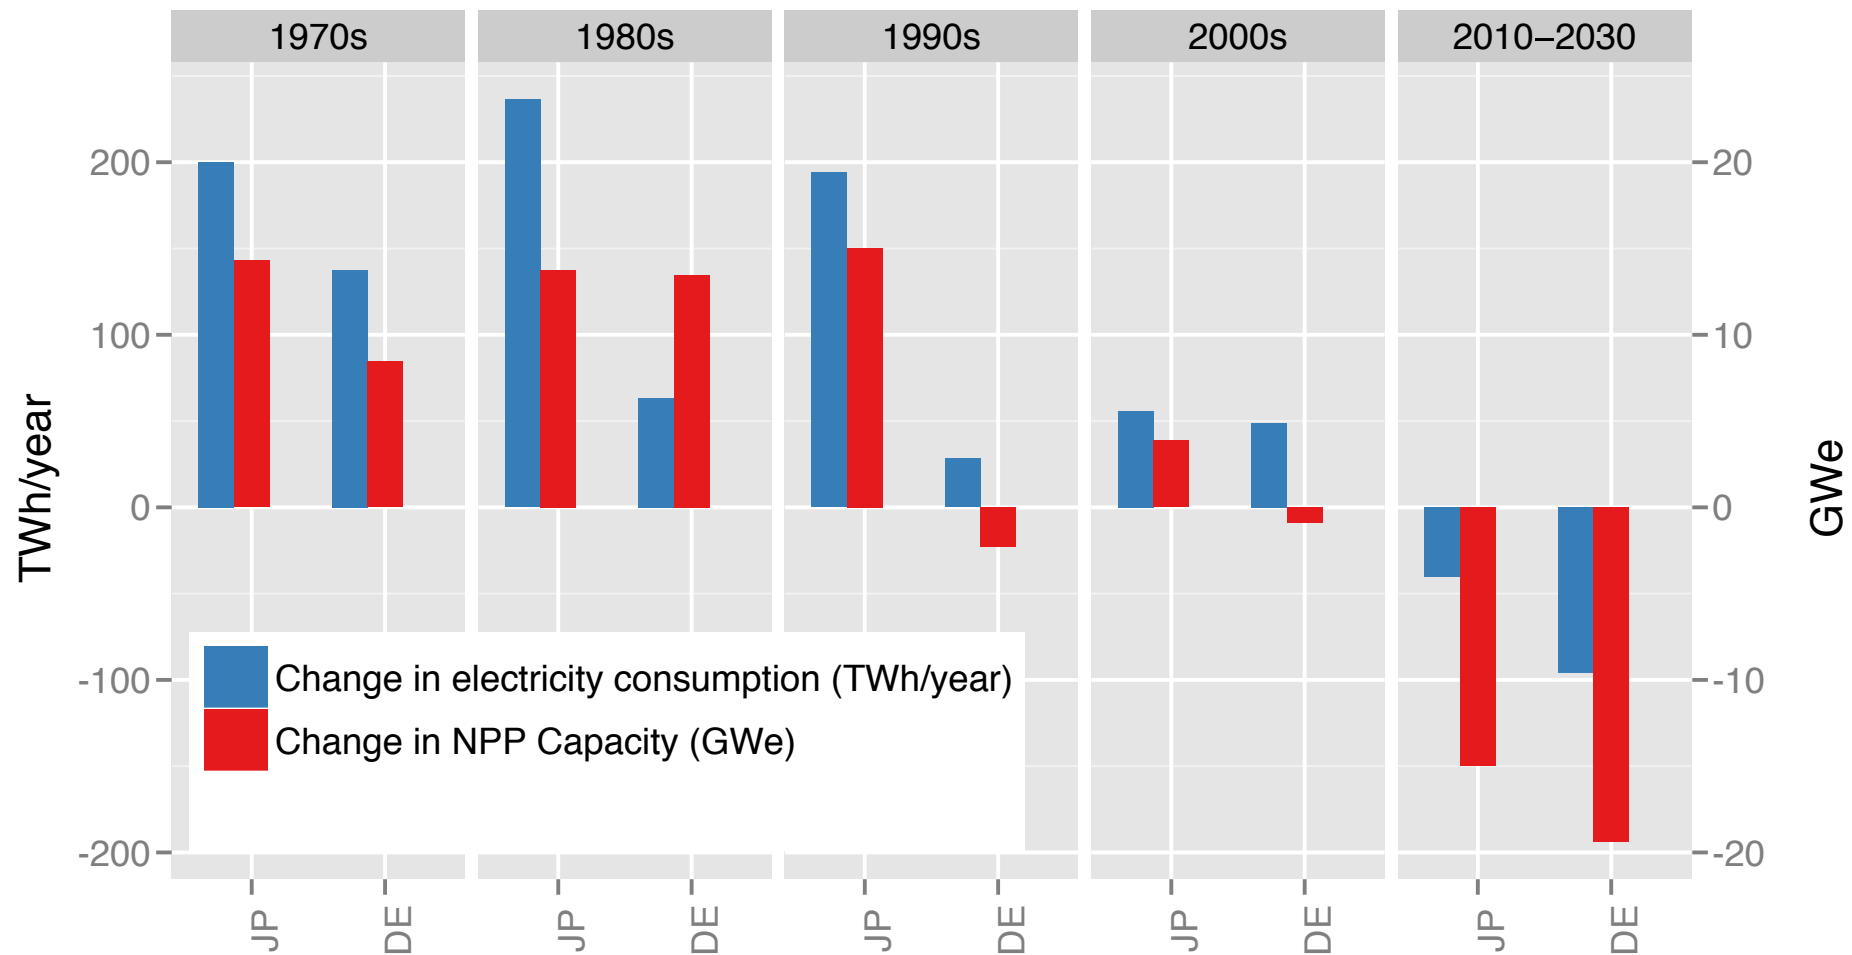 1970s 1980s 1990s 2000s 2010–2030
200 20
100 10
0 0
-100 -10
-200 -20
TWh/year
GWe
Change in electricity consumption (TWh/year)
Change in NPP Capacity (GWe)
JP DE JP DE JP DE JP DE JP DE